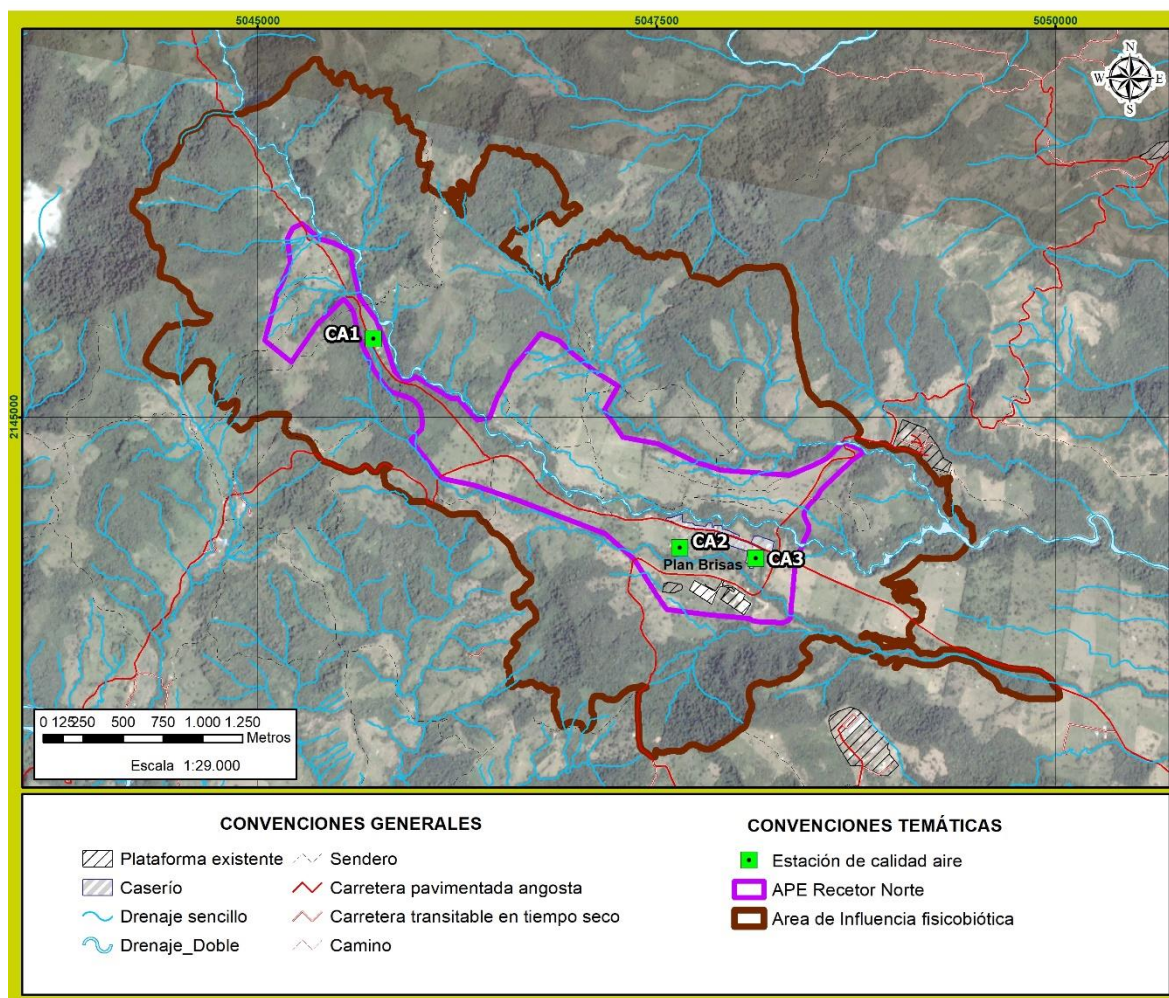 5045000
5047500
5050000
N
W E
S
CA1
2145000
CA2
CA3
Plan Brisas
0 125250 500 750 1.000 1.250
Metros
Escala 1:29.000
CONVENCIONES GENERALES
Plataforma existente
Sendero
Caserío
Carretera pavimentada angosta
Drenaje sencillo
Carretera transitable en tiempo seco
Drenaje_Doble
Camino
CONVENCIONES TEMÁTICAS
Estación de calidad aire
APE Recetor Norte
Area de Influencia fisicobiótica